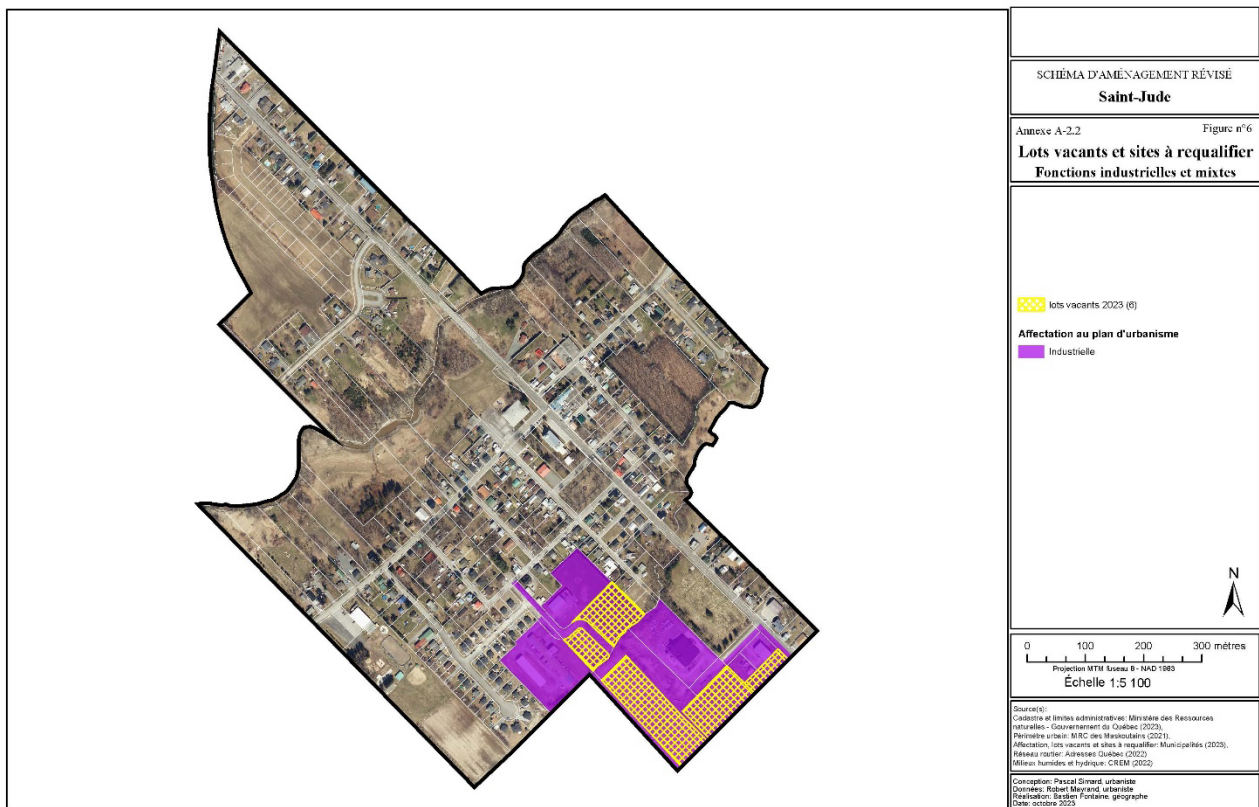 SCHÉMA D'AMÉNAGEMENT RÉVISÉ
Saint-Jude
Annexe A-2.2 Figure n°6
Lots vacants et sites à requalifier
Fonctions industrielles et mixtes
lots vacants 2023 (6)
Affectation au plan d'urbanisme
Industrielle
N
0 100 200 300 mètres
Projection MTM fuseau 8 - NAD 1983
Échelle 1:5 100
Source(s):
Cadastre et limites administratives: Ministère des Ressources
naturelles - Gouvernement du Québec (2023),
Périmètre urbain: MRC des Maskoutains (2021),
Affectation, lots vacants et sites à requalifier: Municipalités (2023),
Réseau routier: Adresses Québec (2022)
Milieux humides et hydrique: CREM (2022)
Conception: Pascal Simard, urbaniste
Données: Robert Mayrand, urbaniste
Réalisation: Bastien Fontaine, géographe
Date: octobre 2023